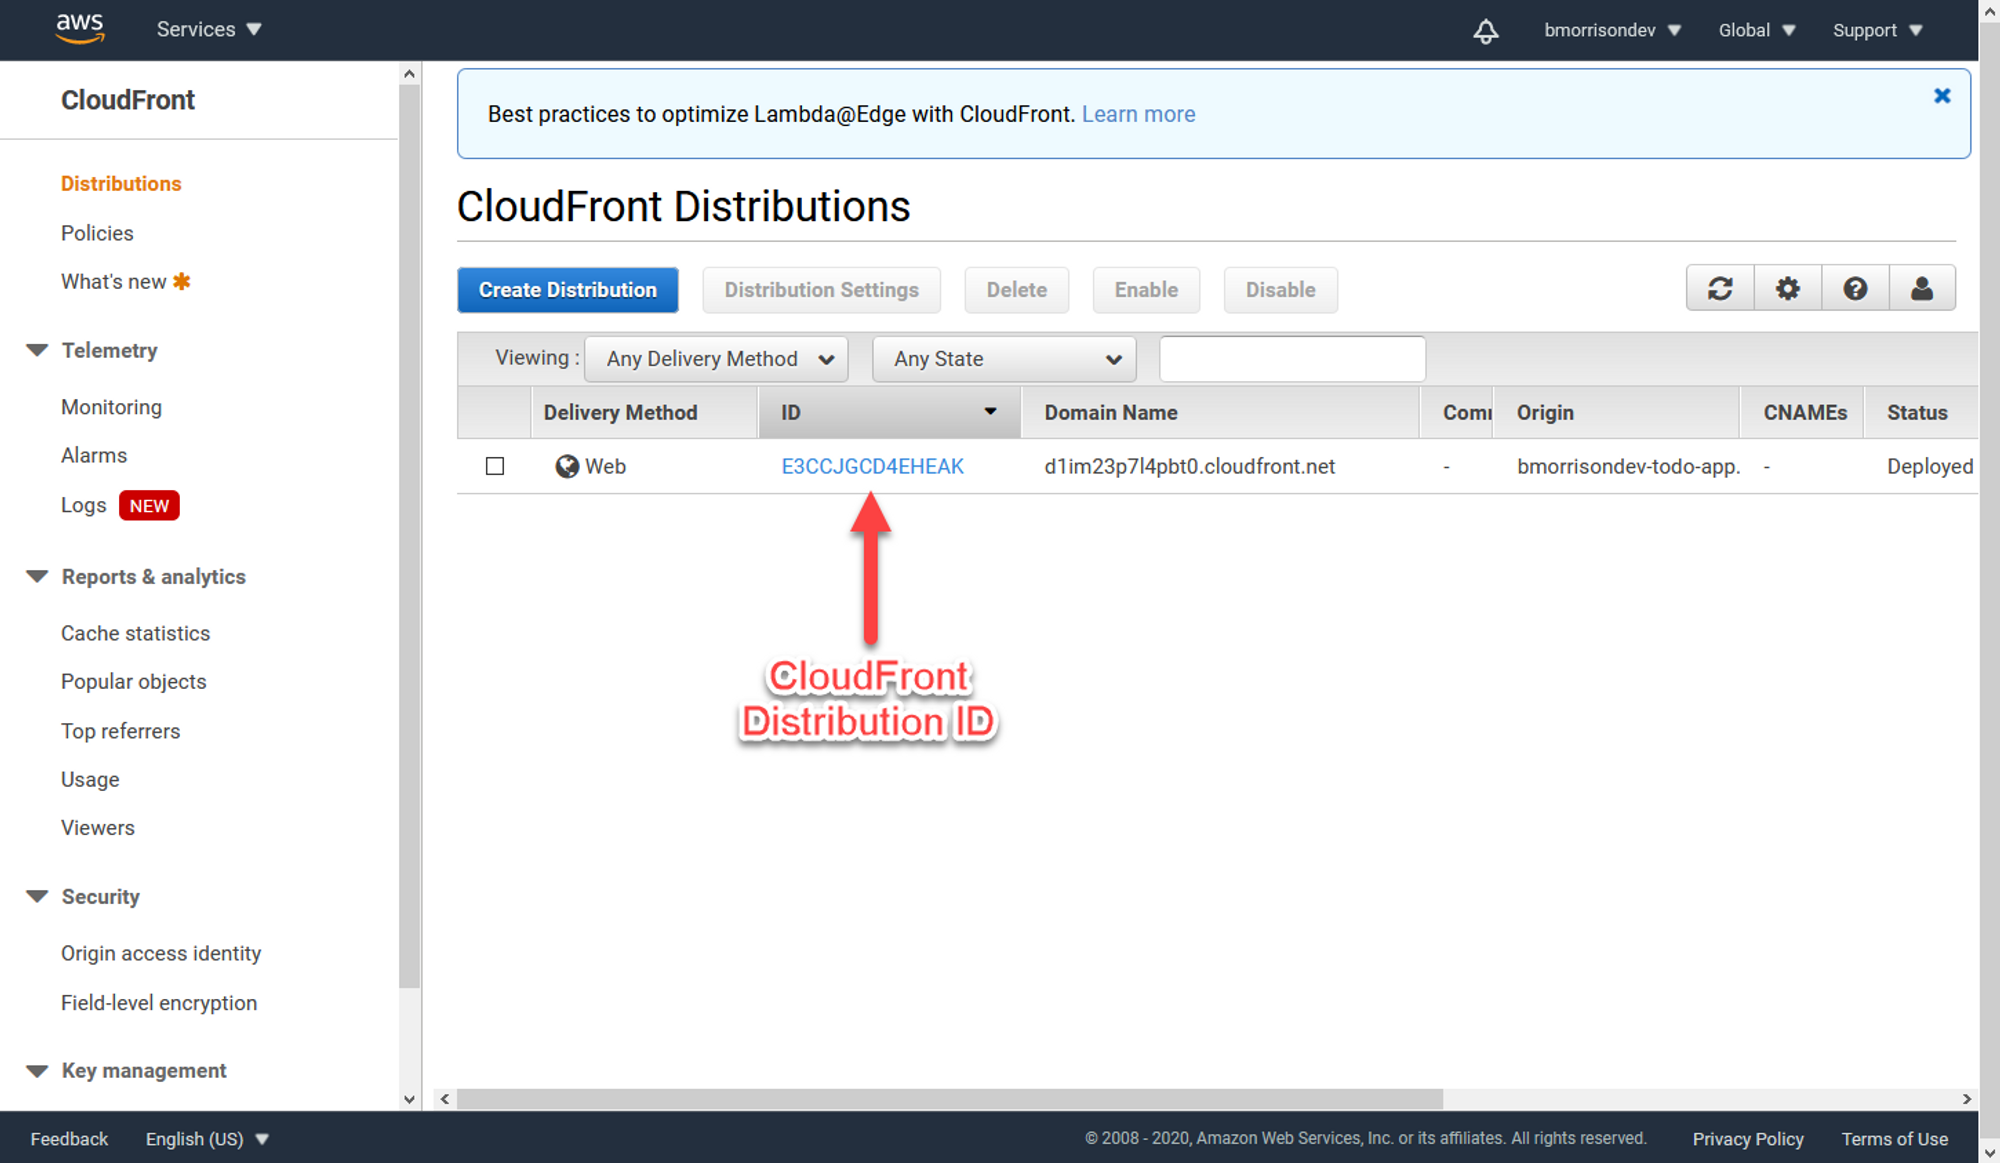 aws
Services
bmorrisondev
Global
Support
CloudFront
Distributions
Policies
What's new
Telemetry
Monitoring
Alarms
Logs NEW
Reports & analytics
Cache statistics
Popular objects
Top referrers
Usage
Viewers
Security
Origin access identity
Field-level encryption
Key management
Best practices to optimize Lambda@Edge with CloudFront. Learn more
CloudFront Distributions
Create Distribution
Distribution Settings
Delete
Enable
Disable
Viewing : Any Delivery Method Any State
Delivery Method ID Domain Name Com Origin CNAMEs Status
Web E3CCJGCD4EHEAK d1im23p7l4pbt0.cloudfront.net - bmorrisondev-todo-app. - Deployed
CloudFront
Distribution ID
Feedback English (US) © 2008 - 2020, Amazon Web Services, Inc. or its affiliates. All rights reserved. Privacy Policy Terms of Use